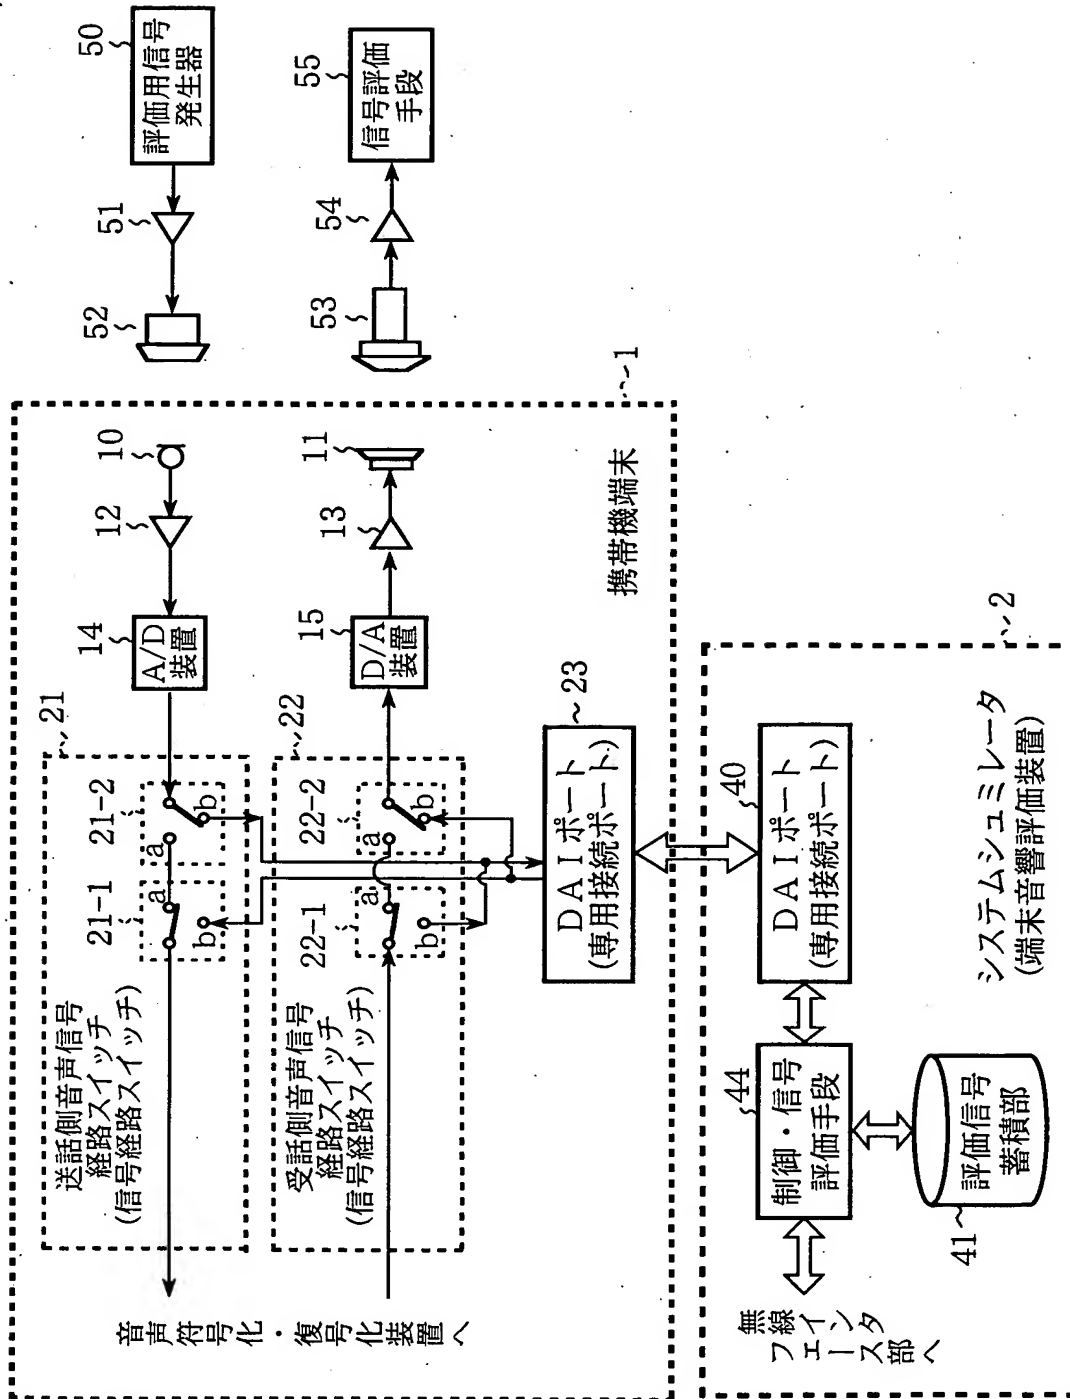 50
評価用信号
発生器
51
52
55
信号評価
手段
54
53
1
10
12
14
A/D
装置
21
21-2
a
b
21-1
a
b
送話側音声信号
経路スイッチ
(信号経路スイッチ)
11
13
15
D/A
装置
22
22-2
a
b
22-1
a
b
受話側音声信号
経路スイッチ
(信号経路スイッチ)
音声符号化・復号化装置へ
携帯機端末
23
DAIポート
(専用接続ポート)
2
40
DAIポート
(専用接続ポート)
44
制御・信号
評価手段
41
評価信号
蓄積部
無線インタ
フェース部へ
システムシュミレータ
(端末音響評価装置)